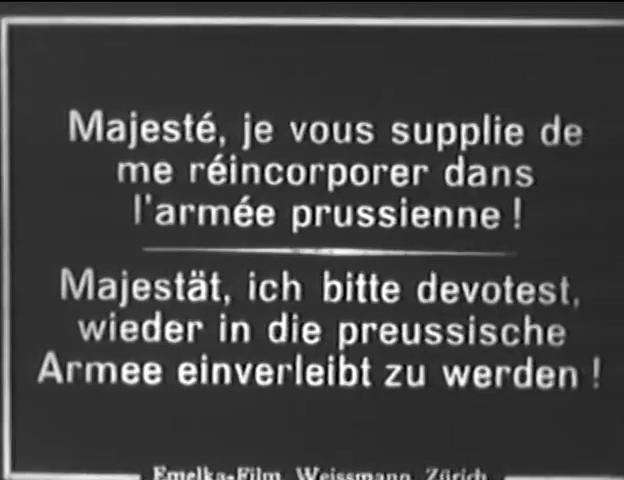 Majesté, je vous supplie de
me réincorporer dans
l'armée prussienne !
Majestät, ich bitte devotest,
wieder in die preussische
Armee einverleibt zu werden !
Emelka-Film Weissmann, Zürich